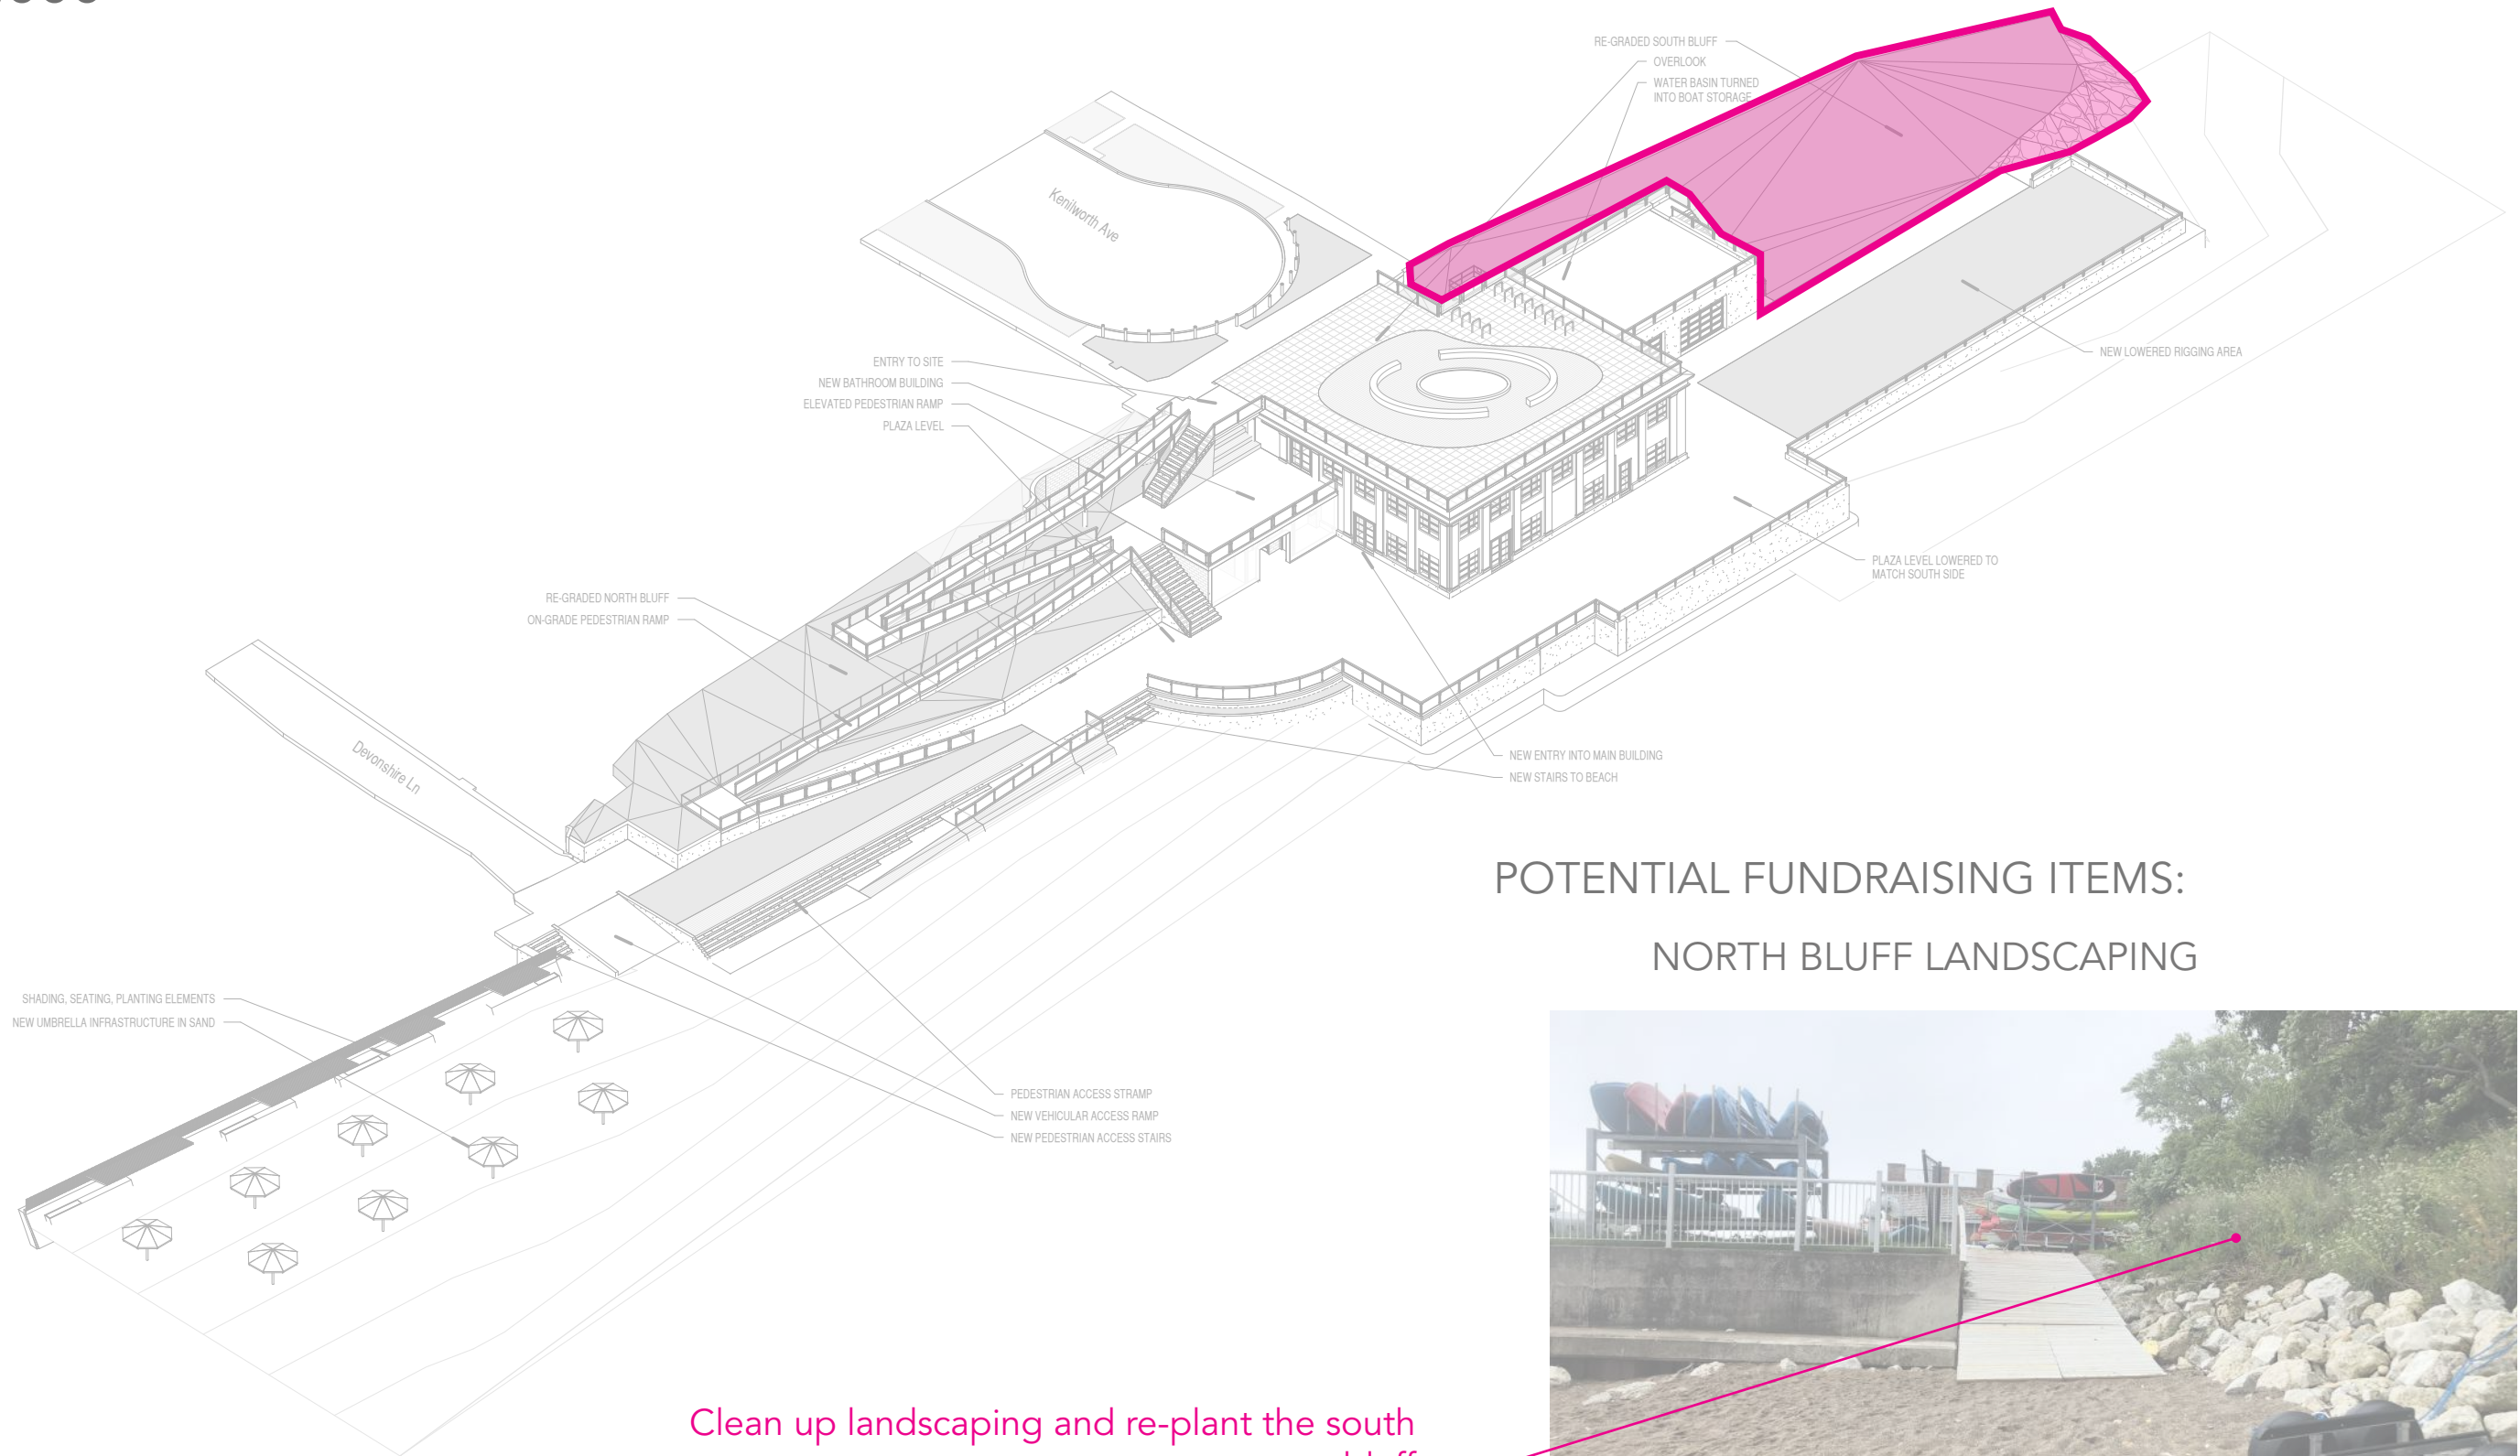 RE-GRADED SOUTH BLUFF
OVERLOOK
WATER BASIN TURNED
INTO BOAT STORAGE
Kenilworth Ave
ENTRY TO SITE
NEW BATHROOM BUILDING
ELEVATED PEDESTRIAN RAMP
PLAZA LEVEL
NEW LOWERED RIGGING AREA
PLAZA LEVEL LOWERED TO
MATCH SOUTH SIDE
RE-GRADED NORTH BLUFF
ON-GRADE PEDESTRIAN RAMP
Devonshire Ln
NEW ENTRY INTO MAIN BUILDING
NEW STAIRS TO BEACH
POTENTIAL FUNDRAISING ITEMS:
NORTH BLUFF LANDSCAPING
SHADING, SEATING, PLANTING ELEMENTS
NEW UMBRELLA INFRASTRUCTURE IN SAND
PEDESTRIAN ACCESS STRAMP
NEW VEHICULAR ACCESS RAMP
NEW PEDESTRIAN ACCESS STAIRS
Clean up landscaping and re-plant the south
bluff